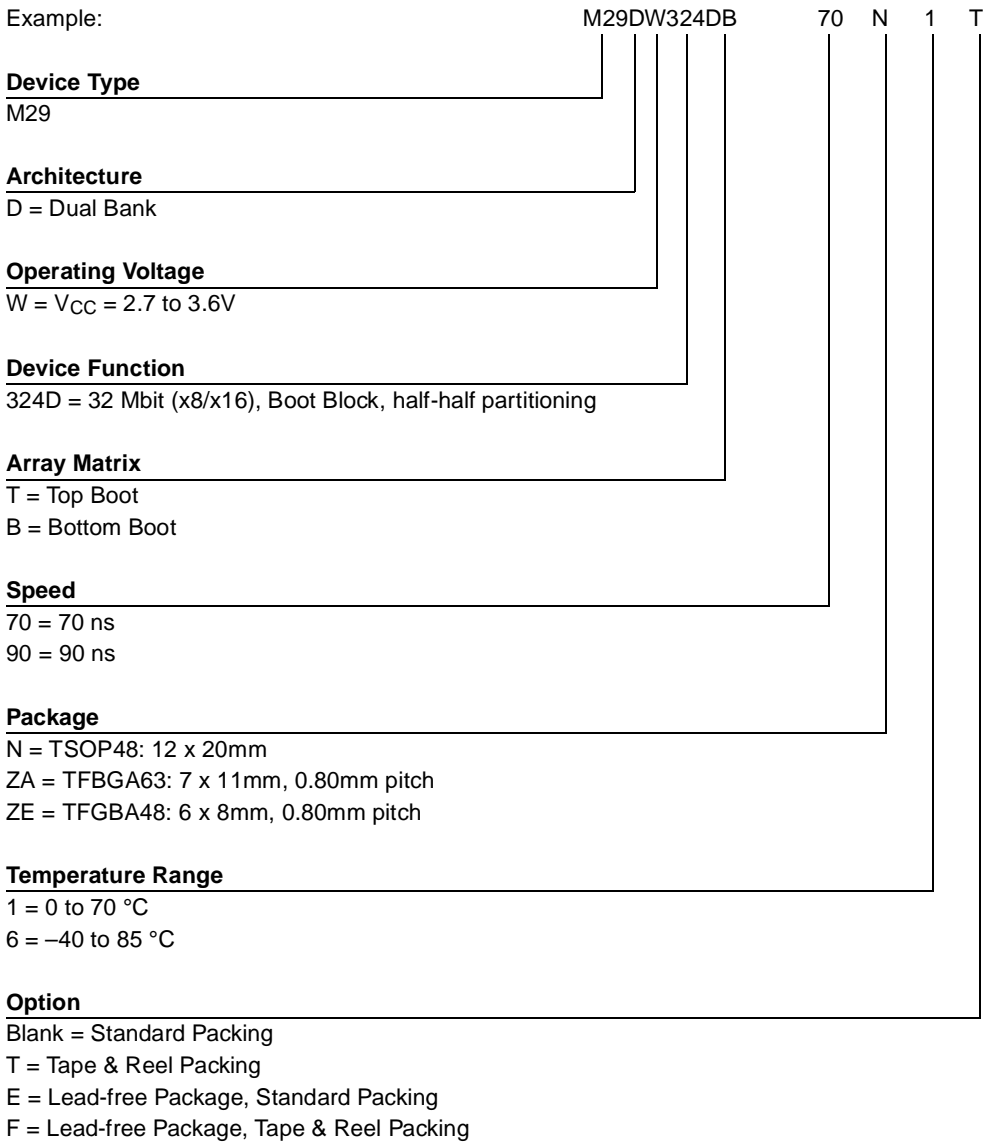 Example: M29DW324DB 70 N 1 T
Device Type
M29
Architecture
D = Dual Bank
Operating Voltage
W = VCC = 2.7 to 3.6V
Device Function
324D = 32 Mbit (x8/x16), Boot Block, half-half partitioning
Array Matrix
T = Top Boot
B = Bottom Boot
Speed
70 = 70 ns
90 = 90 ns
Package
N = TSOP48: 12 x 20mm
ZA = TFBGA63: 7 x 11mm, 0.80mm pitch
ZE = TFGBA48: 6 x 8mm, 0.80mm pitch
Temperature Range
1 = 0 to 70 °C
6 = –40 to 85 °C
Option
Blank = Standard Packing
T = Tape & Reel Packing
E = Lead-free Package, Standard Packing
F = Lead-free Package, Tape & Reel Packing